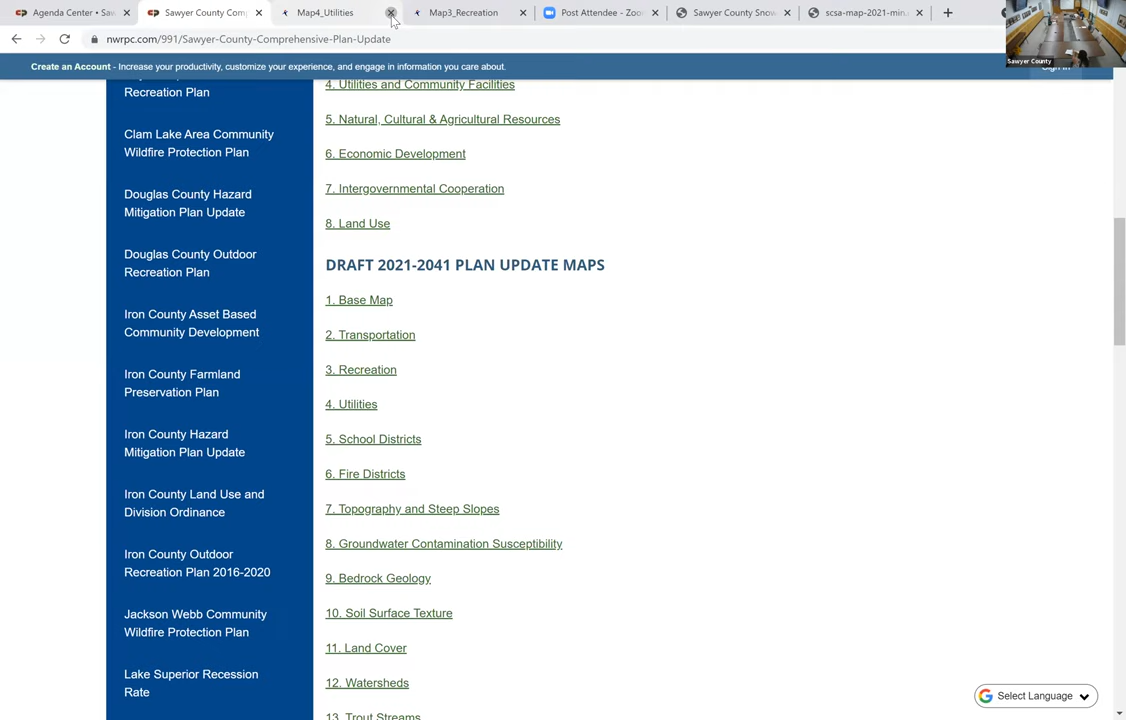 Agenda Center • Saw
Sawyer County Com
Map4_Utilities
Map3_Recreation
Post Attendee - Zoo
Sawyer County Snow
scsa-map-2021-min.
nwrpc.com/991/Sawyer-County-Comprehensive-Plan-Update
Sawyer County
Create an Account - Increase your productivity, customize your experience, and engage in information you care about.
Sign In
Recreation Plan
Clam Lake Area Community
Wildfire Protection Plan
Douglas County Hazard
Mitigation Plan Update
Douglas County Outdoor
Recreation Plan
Iron County Asset Based
Community Development
Iron County Farmland
Preservation Plan
Iron County Hazard
Mitigation Plan Update
Iron County Land Use and
Division Ordinance
Iron County Outdoor
Recreation Plan 2016-2020
Jackson Webb Community
Wildfire Protection Plan
Lake Superior Recession
Rate
4. Utilities and Community Facilities
5. Natural, Cultural & Agricultural Resources
6. Economic Development
7. Intergovernmental Cooperation
8. Land Use
DRAFT 2021-2041 PLAN UPDATE MAPS
1. Base Map
2. Transportation
3. Recreation
4. Utilities
5. School Districts
6. Fire Districts
7. Topography and Steep Slopes
8. Groundwater Contamination Susceptibility
9. Bedrock Geology
10. Soil Surface Texture
11. Land Cover
12. Watersheds
13. Trout Streams
Select Language